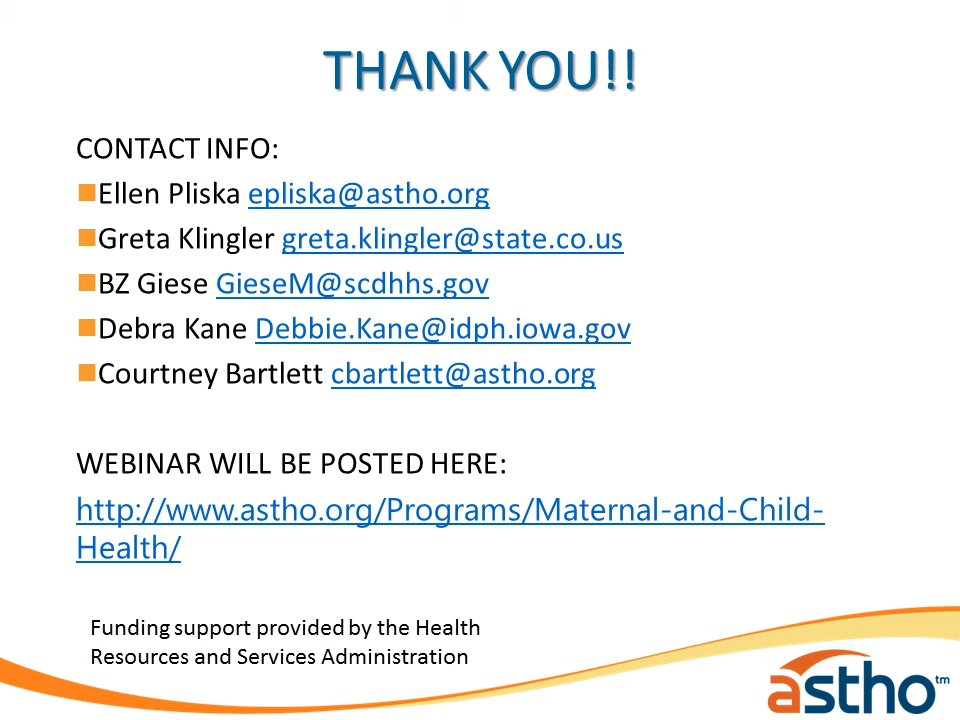 THANK YOU!!
CONTACT INFO:
Ellen Pliska epliska@astho.org
Greta Klingler greta.klingler@state.co.us
BZ Giese GieseM@scdhhs.gov
Debra Kane Debbie.Kane@idph.iowa.gov
Courtney Bartlett cbartlett@astho.org
WEBINAR WILL BE POSTED HERE:
http://www.astho.org/Programs/Maternal-and-Child-
Health/
Funding support provided by the Health
Resources and Services Administration
astho™